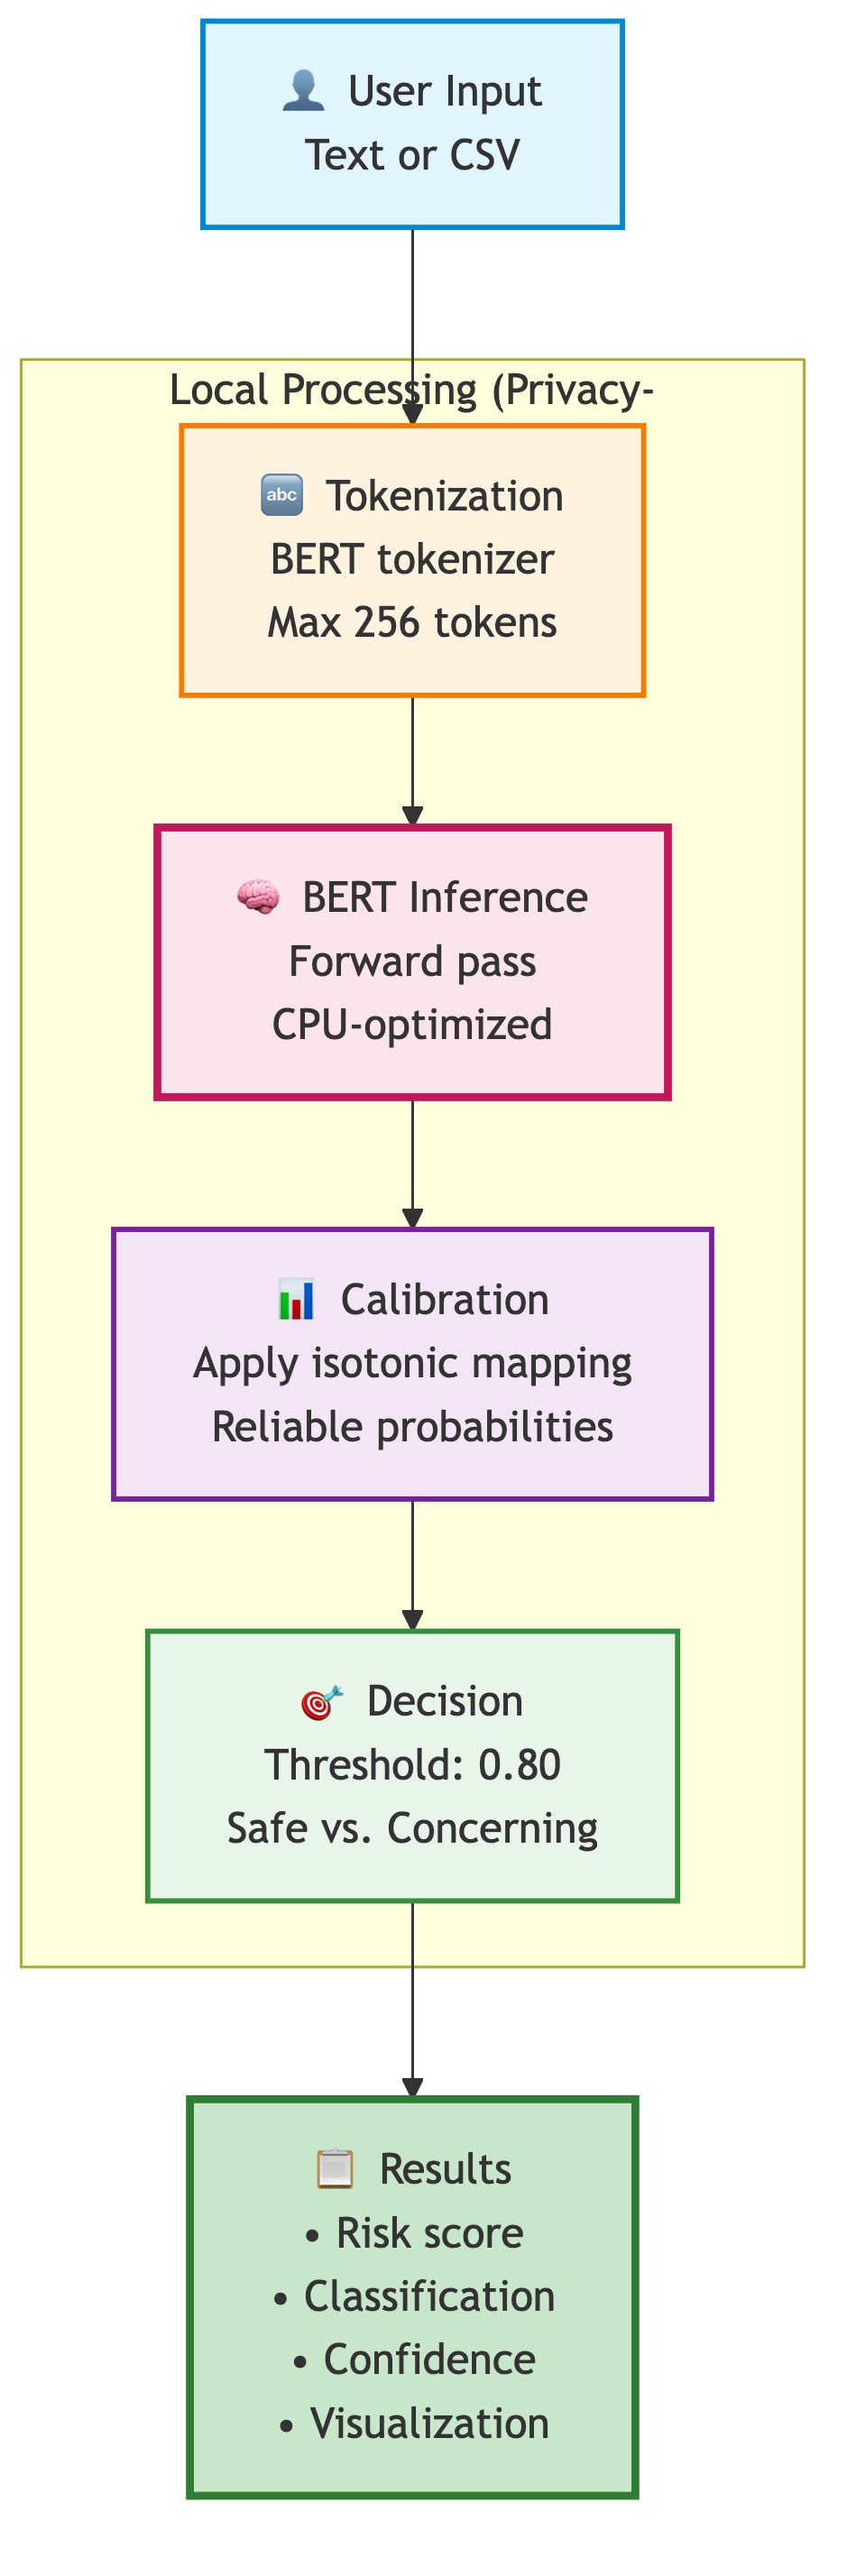 User Input
Text or CSV
Local Processing (Privacy-
abc
Tokenization
BERT tokenizer
Max 256 tokens
BERT Inference
Forward pass
CPU-optimized
Calibration
Apply isotonic mapping
Reliable probabilities
Decision
Threshold: 0.80
Safe vs. Concerning
Results
• Risk score
• Classification
• Confidence
• Visualization